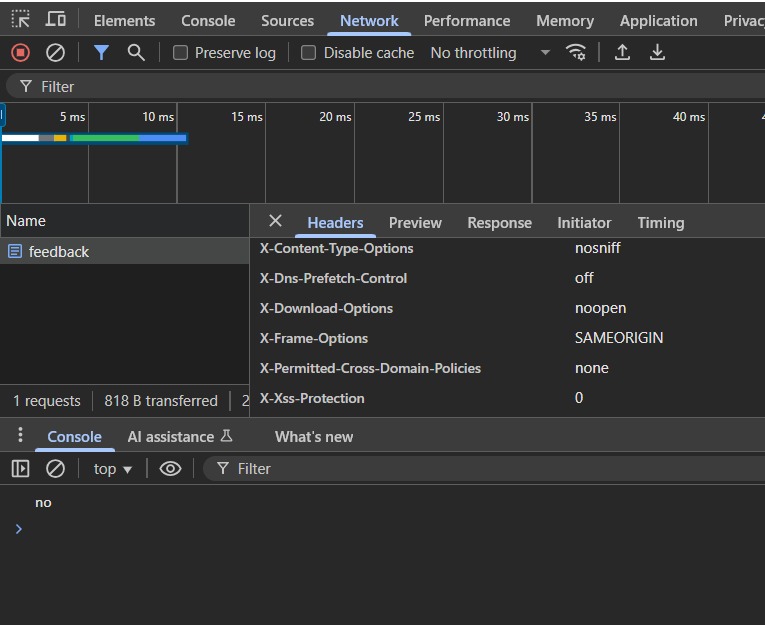 Elements Console Sources Network Performance Memory Application Privac
Preserve log Disable cache No throttling
Filter
5 ms 10 ms 15 ms 20 ms 25 ms 30 ms 35 ms 40 ms 4
Name
Headers Preview Response Initiator Timing
feedback
X-Content-Type-Options nosniff
X-Dns-Prefetch-Control off
X-Download-Options noopen
X-Frame-Options SAMEORIGIN
X-Permitted-Cross-Domain-Policies none
X-Xss-Protection 0
1 requests 818 B transferred 2
Console AI assistance What's new
top Filter
no